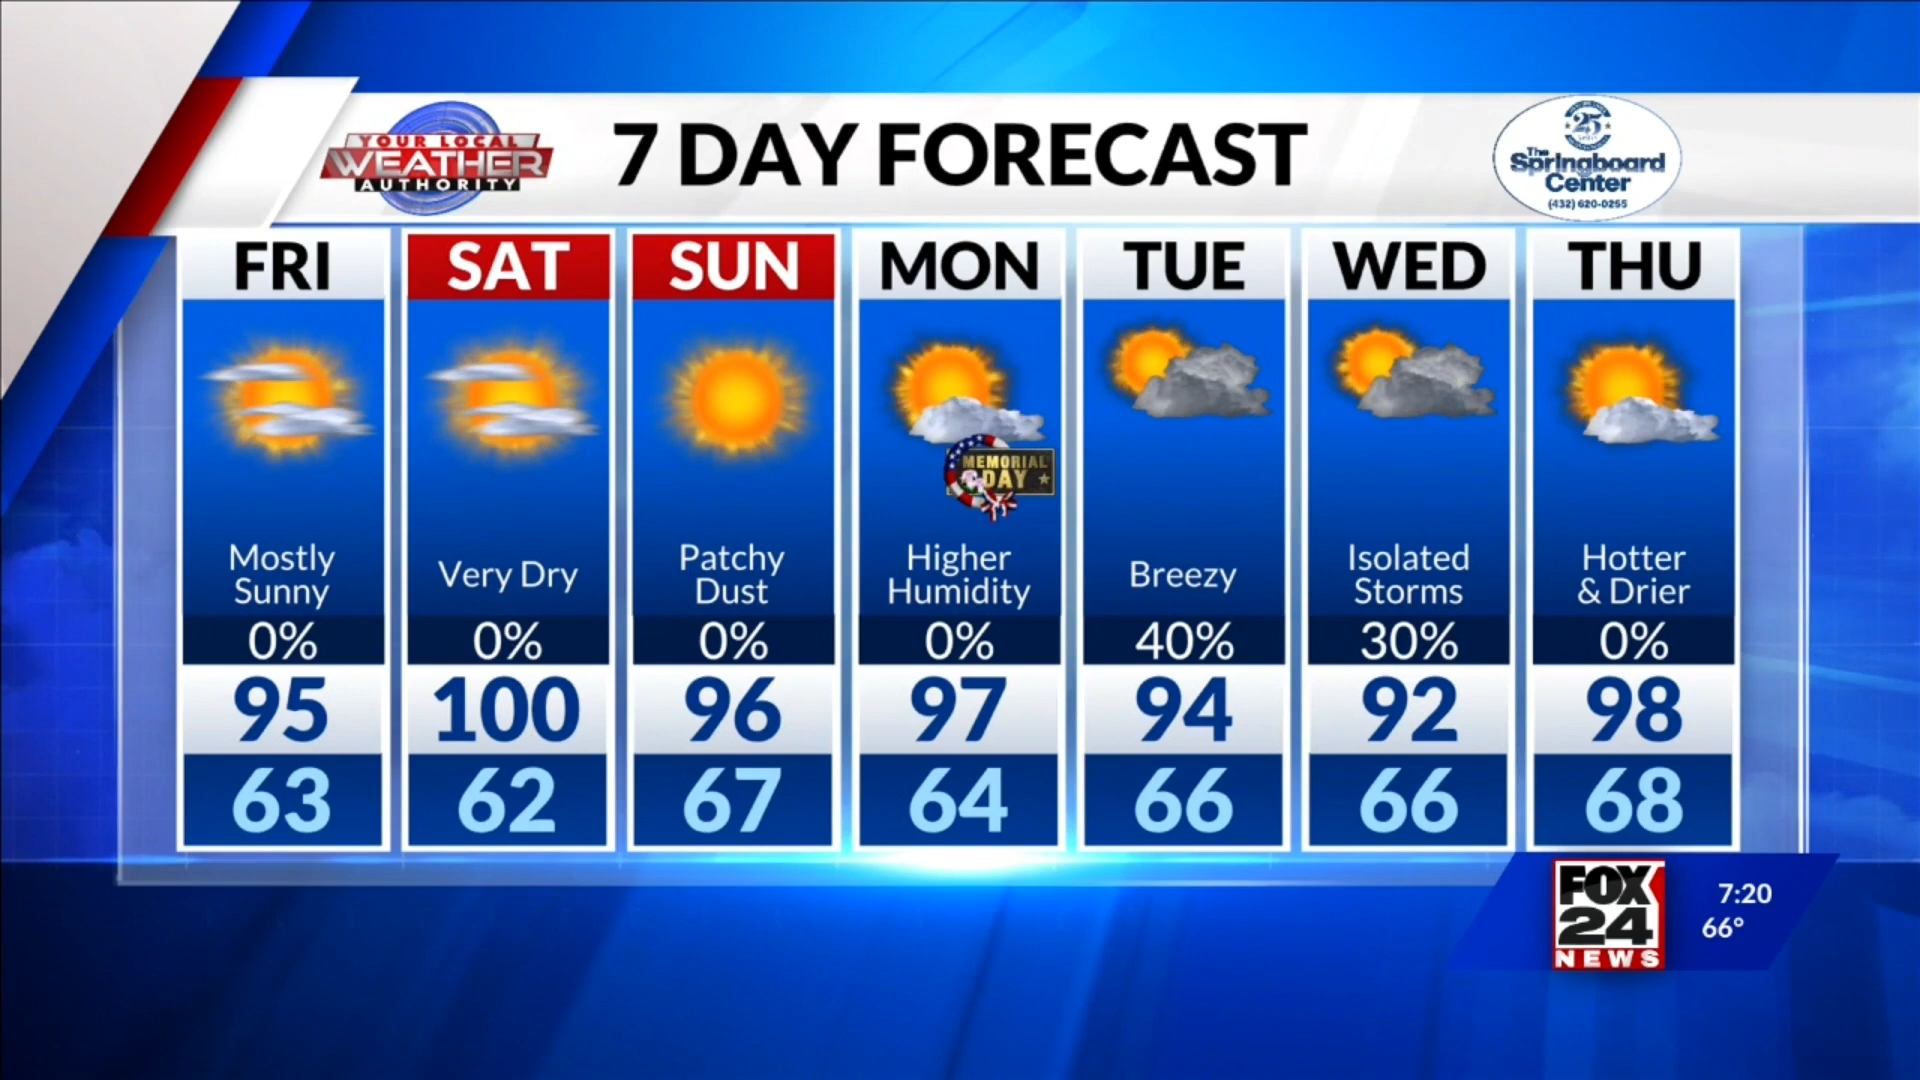 YOUR LOCAL
WEATHER
AUTHORITY
7 DAY FORECAST
25
The
Springboard
Center
(432) 620-0255
FRI
SAT
SUN
MON
TUE
WED
THU
MEMORIAL
DAY
Mostly
Sunny
Very Dry
Patchy
Dust
Higher
Humidity
Breezy
Isolated
Storms
Hotter
& Drier
0%
0%
0%
0%
40%
30%
0%
95
100
96
97
94
92
98
63
62
67
64
66
66
68
FOX
24
NEWS
7:20
66°